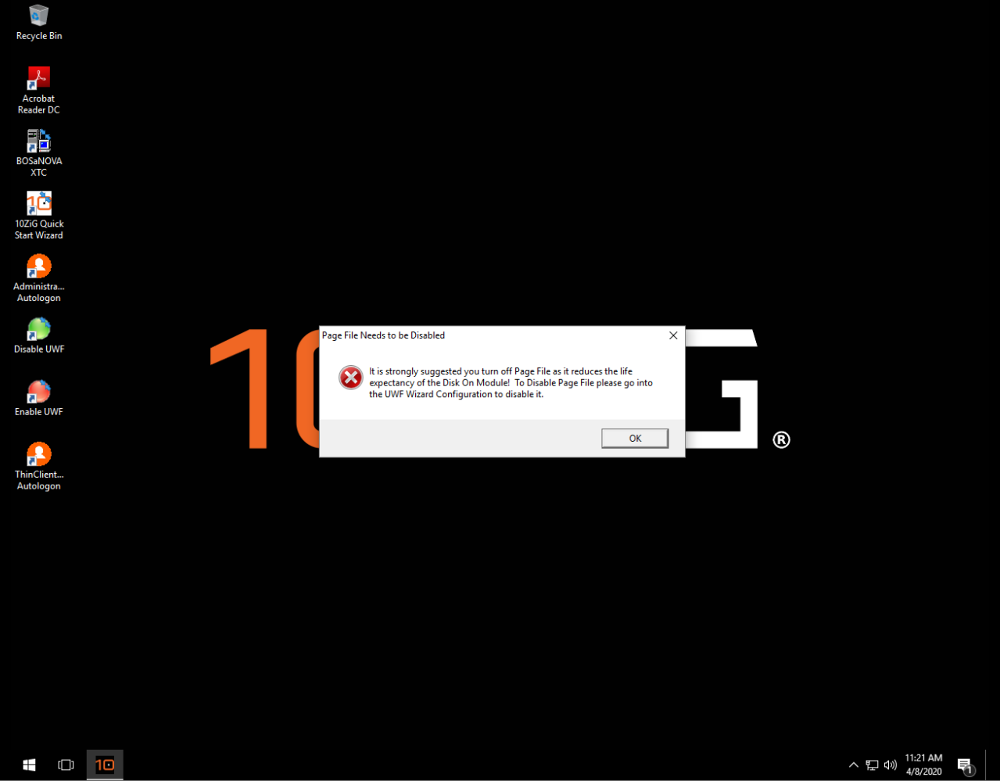 Recycle Bin
Acrobat
Reader DC
BOSaNOVA
XTC
10ZiG Quick
Start Wizard
Administra...
Autologon
Disable UWF
Enable UWF
ThinClient...
Autologon
10
G
®
Page File Needs to be Disabled
It is strongly suggested you turn off Page File as it reduces the life
expectancy of the Disk On Module!  To Disable Page File please go into
the UWF Wizard Configuration to disable it.
OK
10
11:21 AM
4/8/2020
1